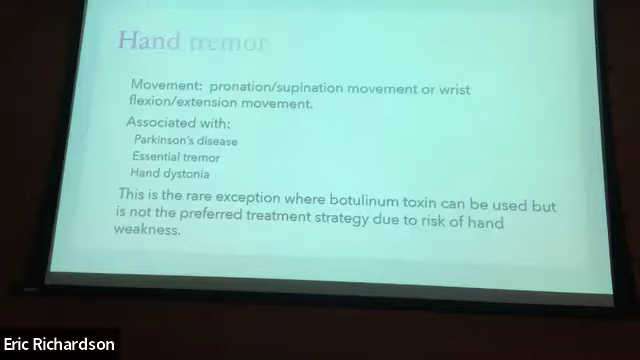 Hand tremor
Movement: pronation/supination movement or wrist
flexion/extension movement.
Associated with:
Parkinson's disease
Essential tremor
Hand dystonia
This is the rare exception where botulinum toxin can be used but
is not the preferred treatment strategy due to risk of hand
weakness.
Eric Richardson